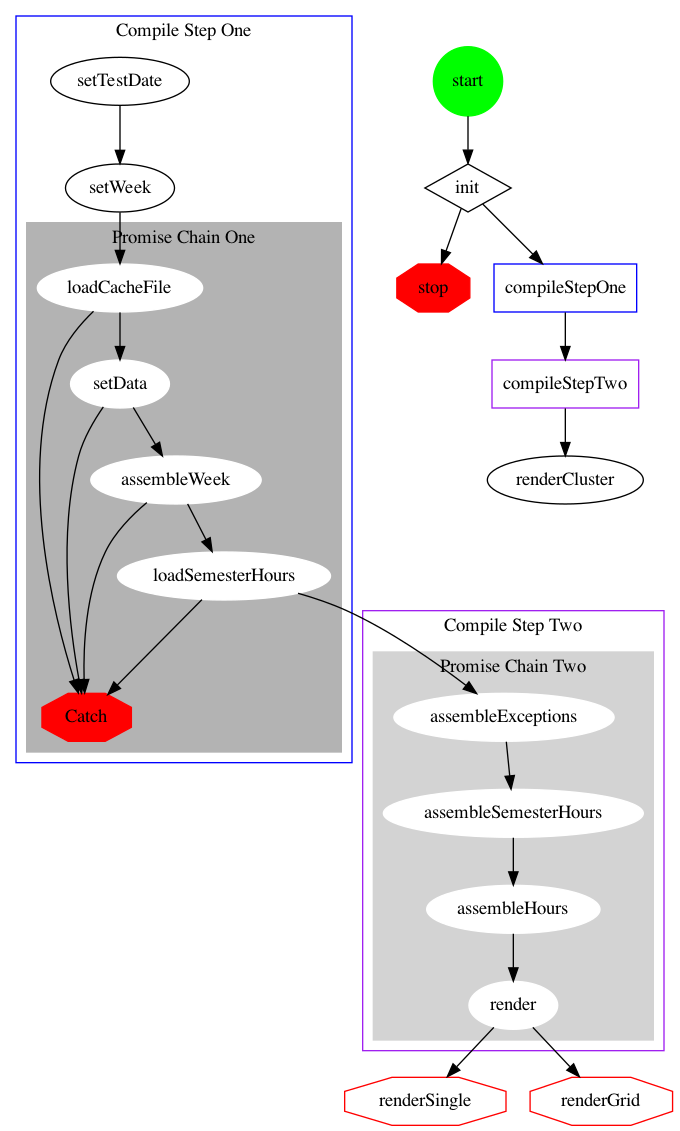 Compile Step One
setTestDate
setWeek
Promise Chain One
loadCacheFile
setData
assembleWeek
loadSemesterHours
Catch
start
init
stop
compileStepOne
compileStepTwo
renderCluster
Compile Step Two
Promise Chain Two
assembleExceptions
assembleSemesterHours
assembleHours
render
renderSingle
renderGrid